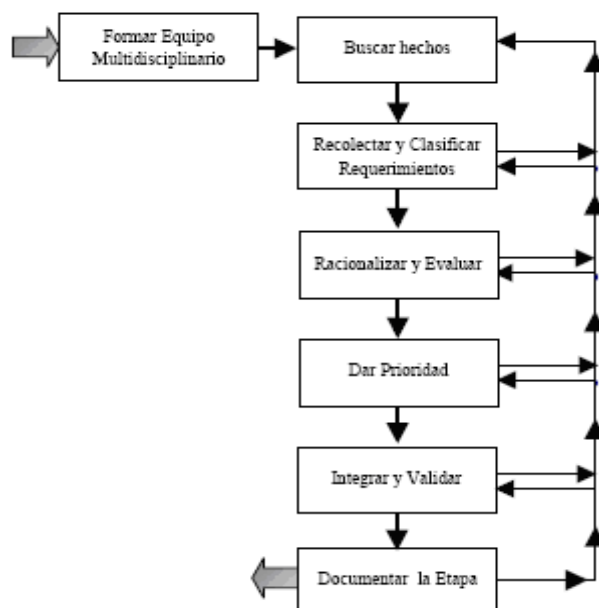 Formar Equipo
Multidisciplinario
Buscar hechos
Recolectar y Clasificar
Requerimientos
Racionalizar y Evaluar
Dar Prioridad
Integrar y Validar
Documentar la Etapa